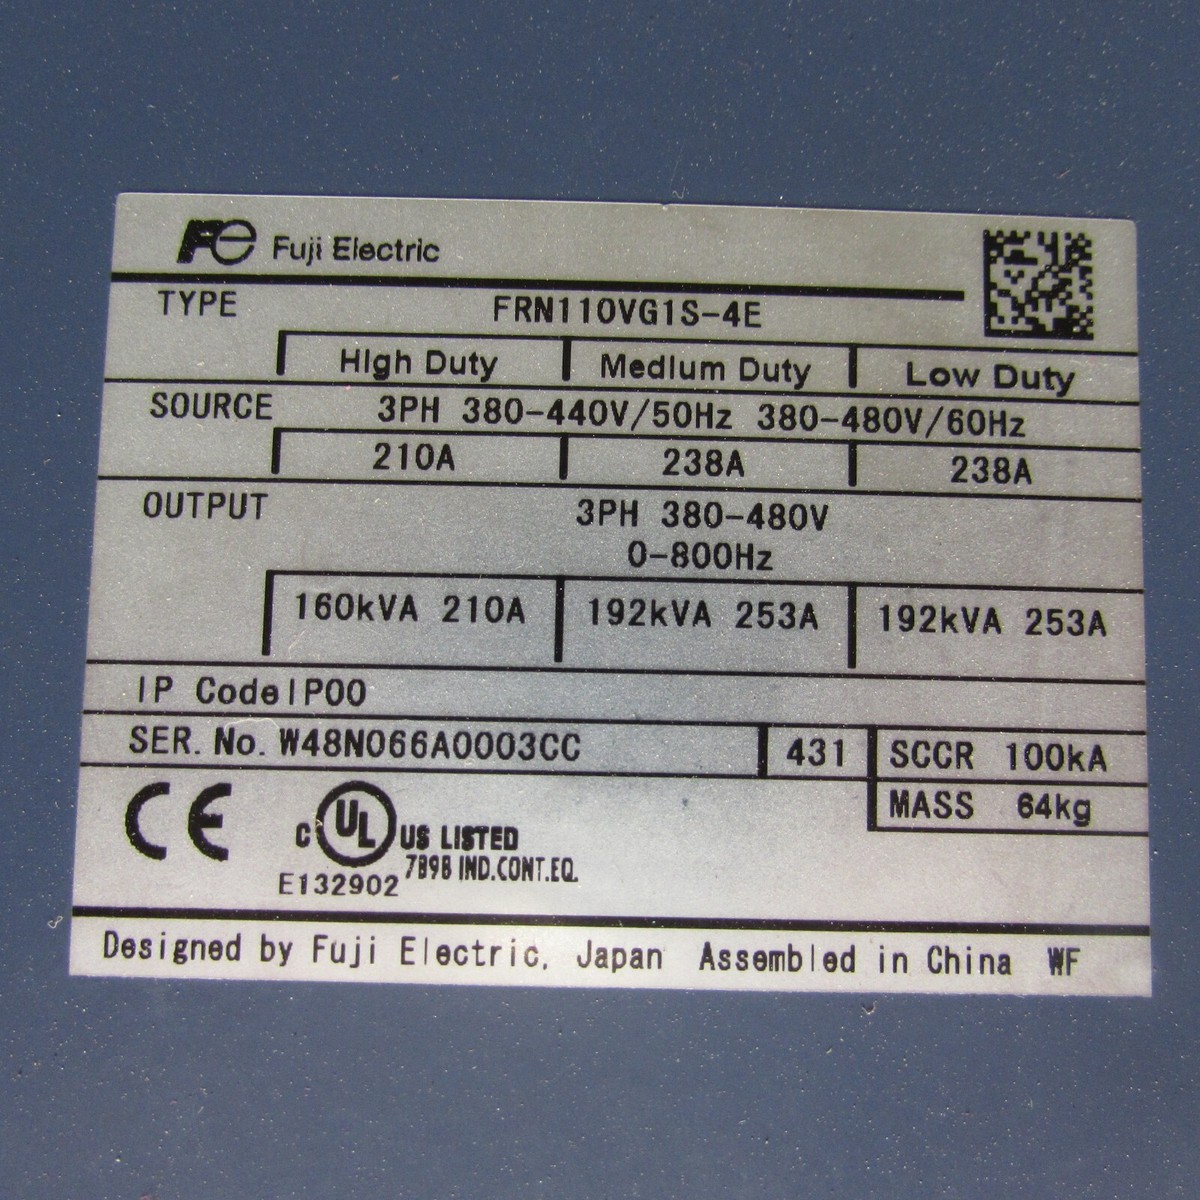 Fe Fuji Electric
TYPE FRN110VG1S-4E
High Duty Medium Duty Low Duty
SOURCE 3PH 380-440V/50Hz 380-480V/60Hz
210A 238A 238A
OUTPUT 3PH 380-480V
0-800Hz
160kVA 210A 192kVA 253A 192kVA 253A
IP Code IP00
SER. No. W48N066A0003CC 431 SCCR 100kA
MASS 64kg
CE C UL US LISTED
E132902 7B9B IND.CONT.EQ.
Designed by Fuji Electric, Japan Assembled in China WF